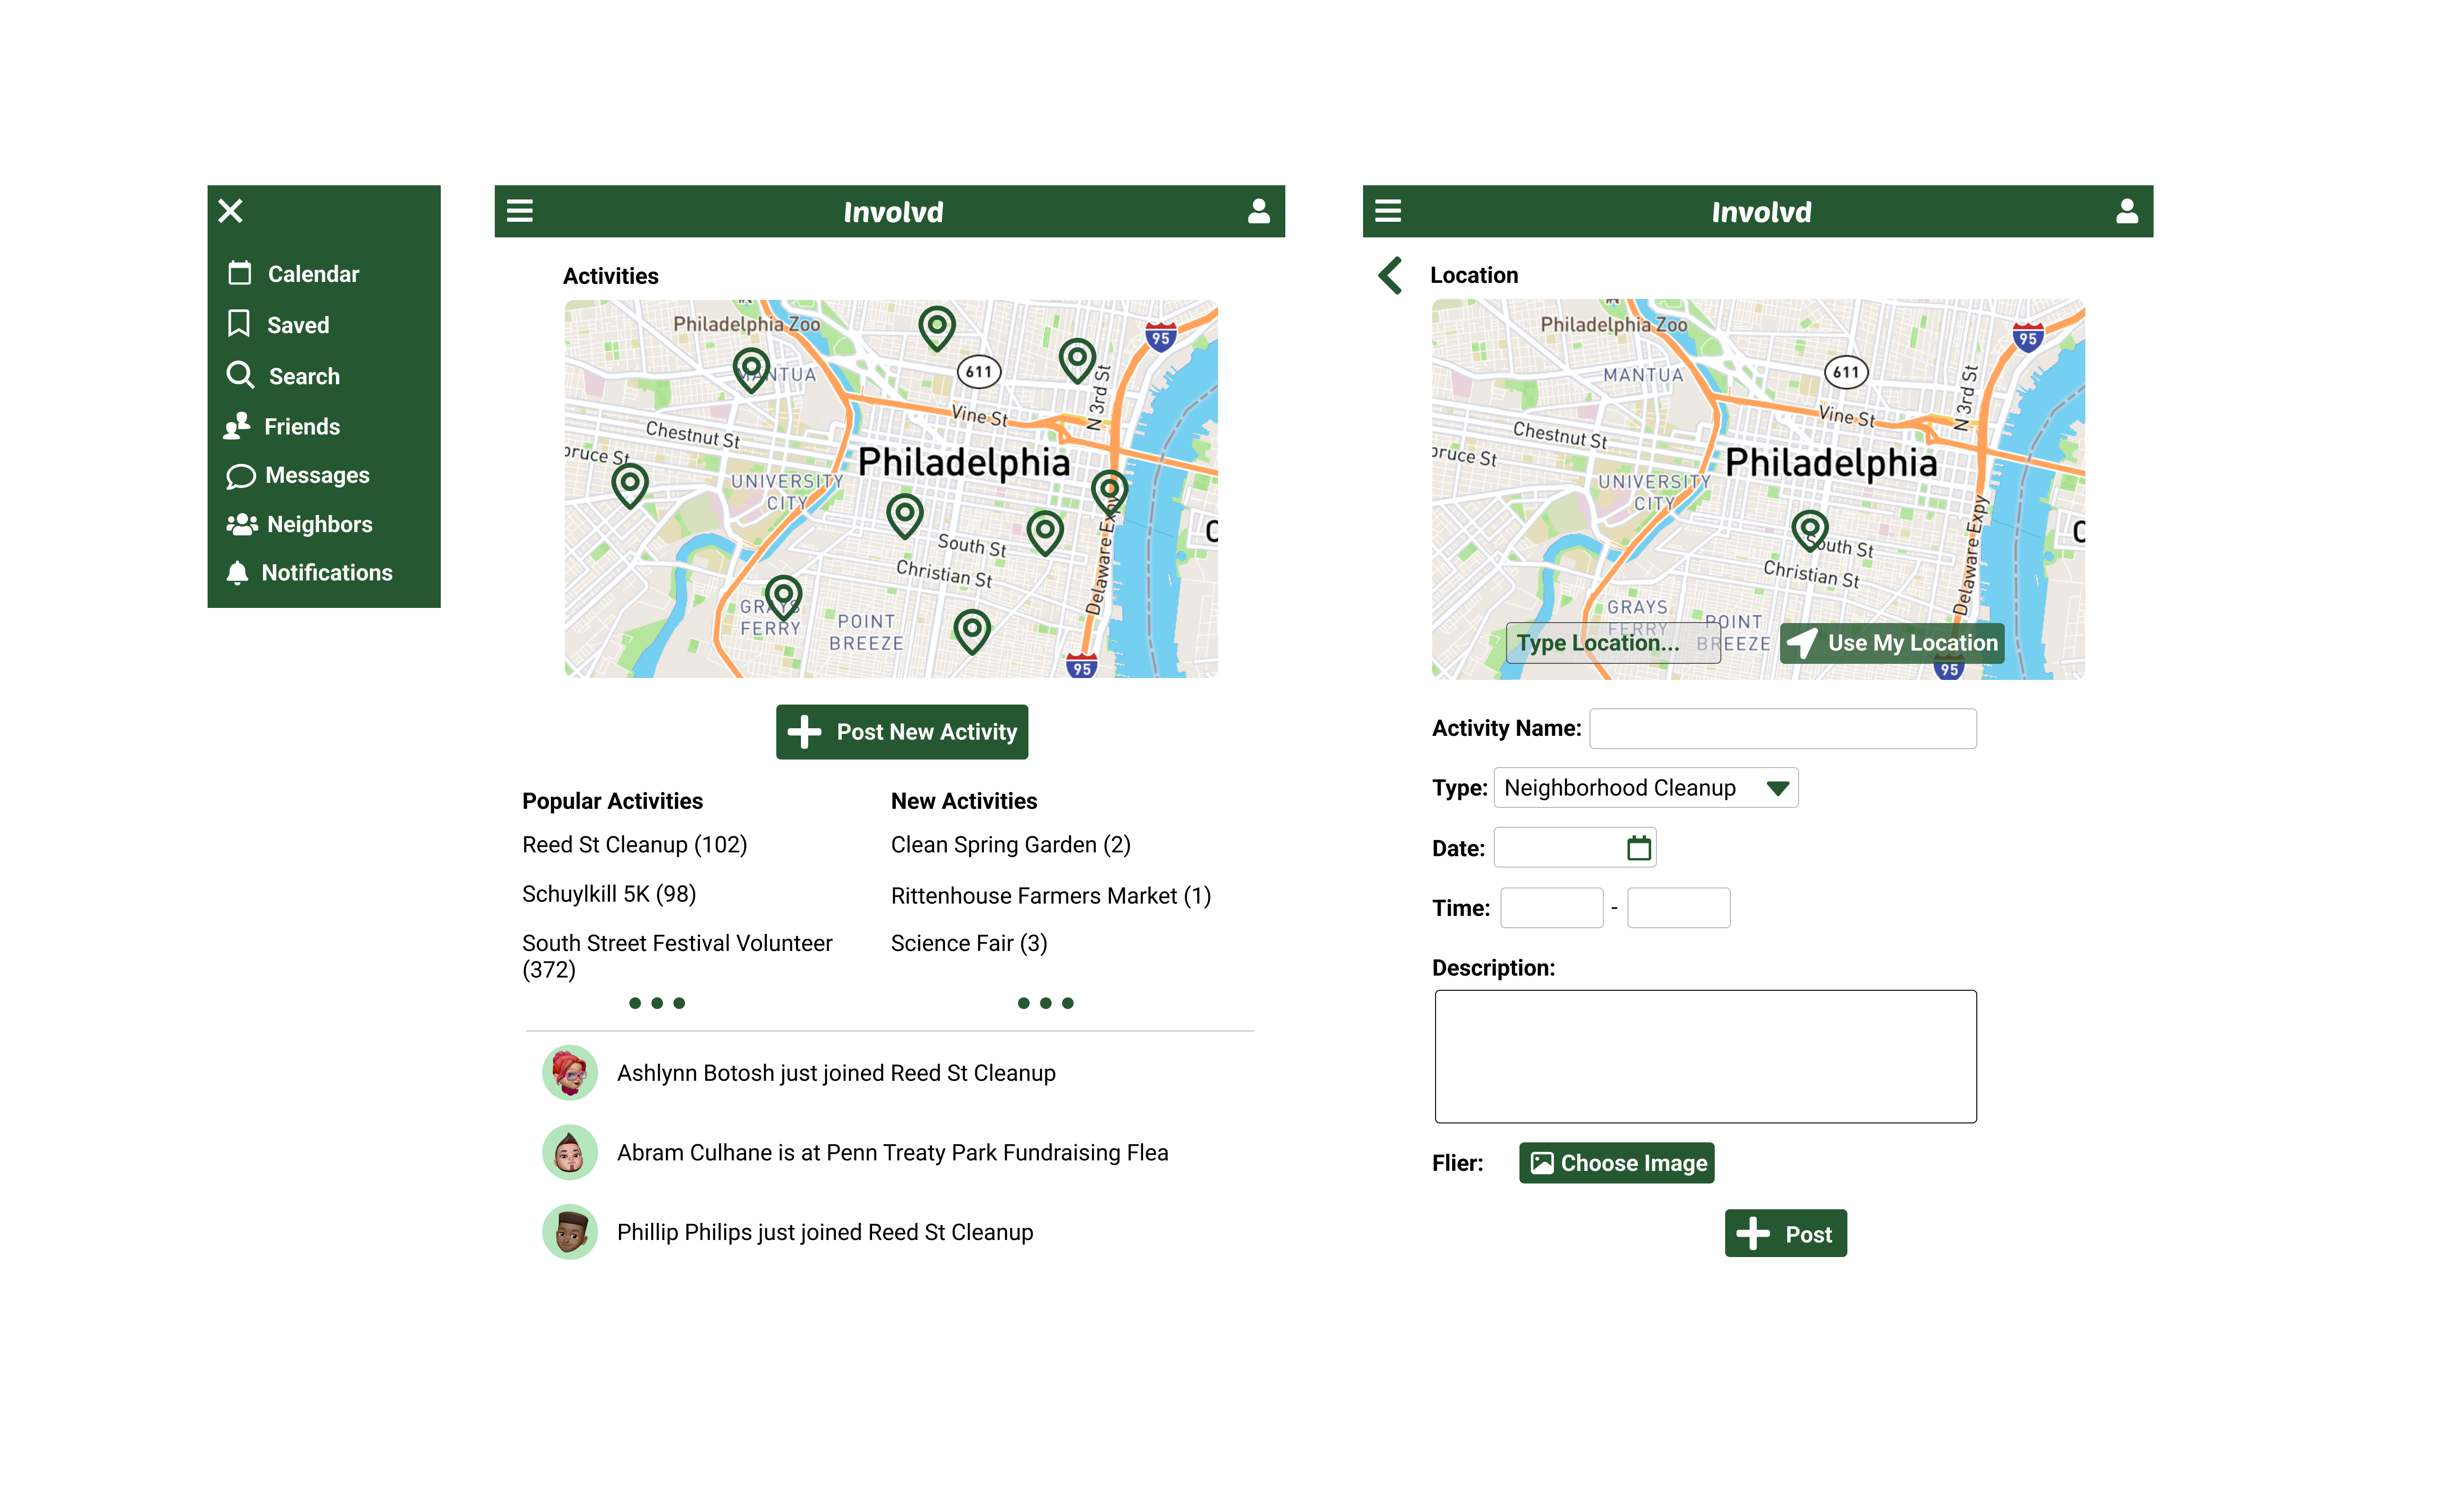 Calendar
Saved
Search
Friends
Messages
Neighbors
Notifications
Involvd
Activities
Philadelphia Zoo
95
MANTUA
611
N 3rd St
Vine St
Chestnut St
pruce St
Philadelphia
UNIVERSITY
CITY
South St
Christian St
Delaware Expy
GRAYS
FERRY
POINT
BREEZE
95
C
Post New Activity
Popular Activities
Reed St Cleanup (102)
Schuylkill 5K (98)
South Street Festival Volunteer
(372)
New Activities
Clean Spring Garden (2)
Rittenhouse Farmers Market (1)
Science Fair (3)
Ashlynn Botosh just joined Reed St Cleanup
Abram Culhane is at Penn Treaty Park Fundraising Flea
Phillip Philips just joined Reed St Cleanup
Involvd
Location
Philadelphia Zoo
95
MANTUA
611
N 3rd St
Vine St
Chestnut St
pruce St
Philadelphia
UNIVERSITY
CITY
South St
Christian St
Delaware Expy
GRAYS
FERRY
POINT
BREEZE
95
C
Type Location...
Use My Location
Activity Name:
Type: Neighborhood Cleanup
Date:
Time: -
Description:
Flier: Choose Image
Post